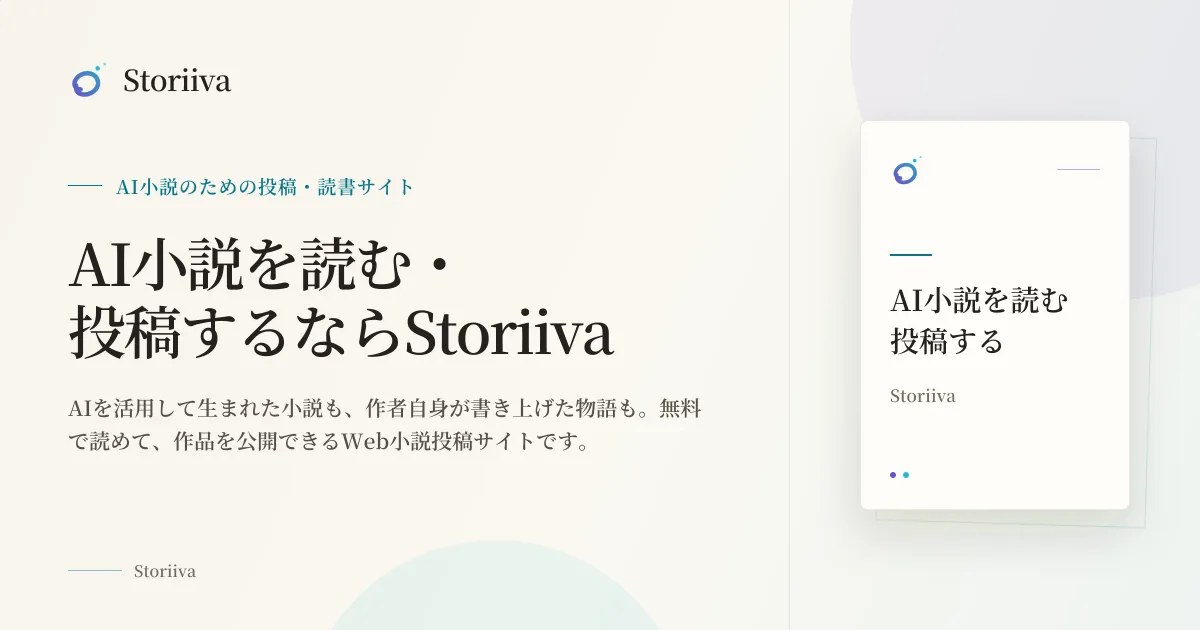 Storiiva
AI小説のための投稿・読書サイト
AI小説を読む・
投稿するならStoriiva
AIを活用して生まれた小説も、作者自身が書き上げた物語も。無料
で読めて、作品を公開できるWeb小説投稿サイトです。
Storiiva
AI小説を読む
投稿する
Storiiva